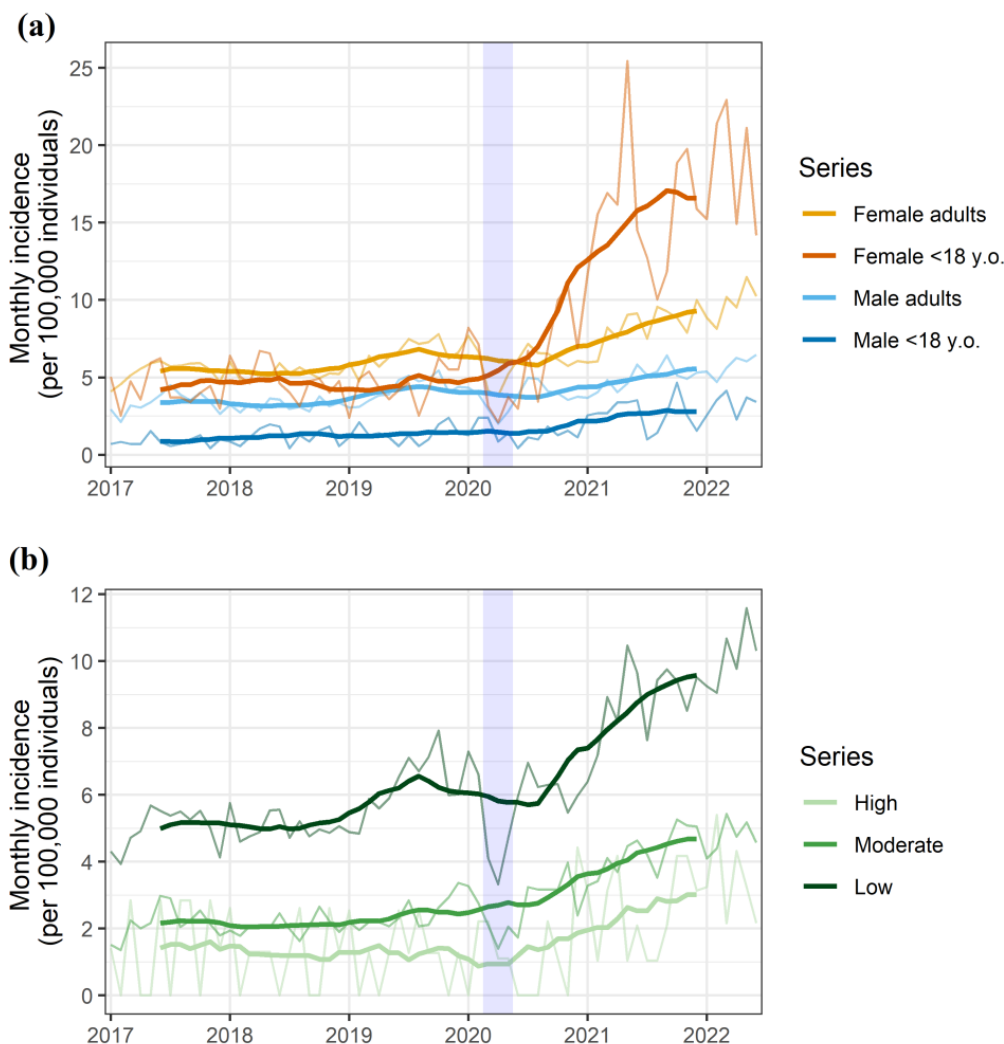 (a)
Monthly incidence
(per 100,000 individuals)
25
20
15
10
5
0
2017 2018 2019 2020 2021 2022
Series
Female adults
Female <18 y.o.
Male adults
Male <18 y.o.
(b)
Monthly incidence
(per 100,000 individuals)
12
10
8
6
4
2
0
2017 2018 2019 2020 2021 2022
Series
High
Moderate
Low